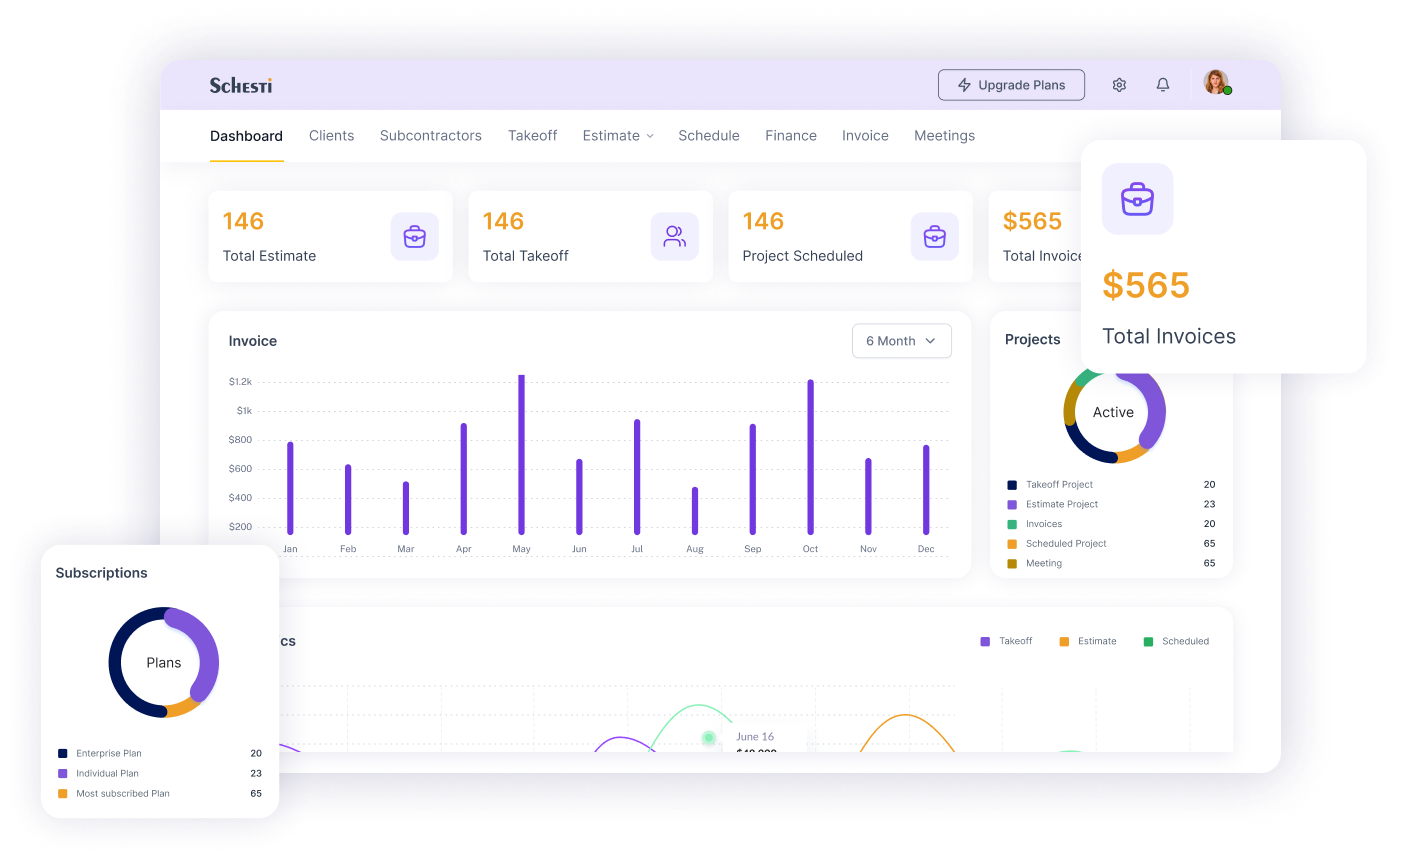 Schesti
Upgrade Plans
Dashboard Clients Subcontractors Takeoff Estimate Schedule Finance Invoice Meetings
146
Total Estimate
146
Total Takeoff
146
Project Scheduled
$565
Total Invoice
$565
Total Invoices
Invoice
6 Month
$1.2k
$1k
$800
$600
$400
$200
Jan Feb Mar Apr May Jun Jul Aug Sep Oct Nov Dec
Projects
Active
Takeoff Project 20
Estimate Project 23
Invoices 20
Scheduled Project 65
Meeting 65
Subscriptions
Plans
Enterprise Plan 20
Individual Plan 23
Most subscribed Plan 65
cs
Takeoff Estimate Scheduled
June 16